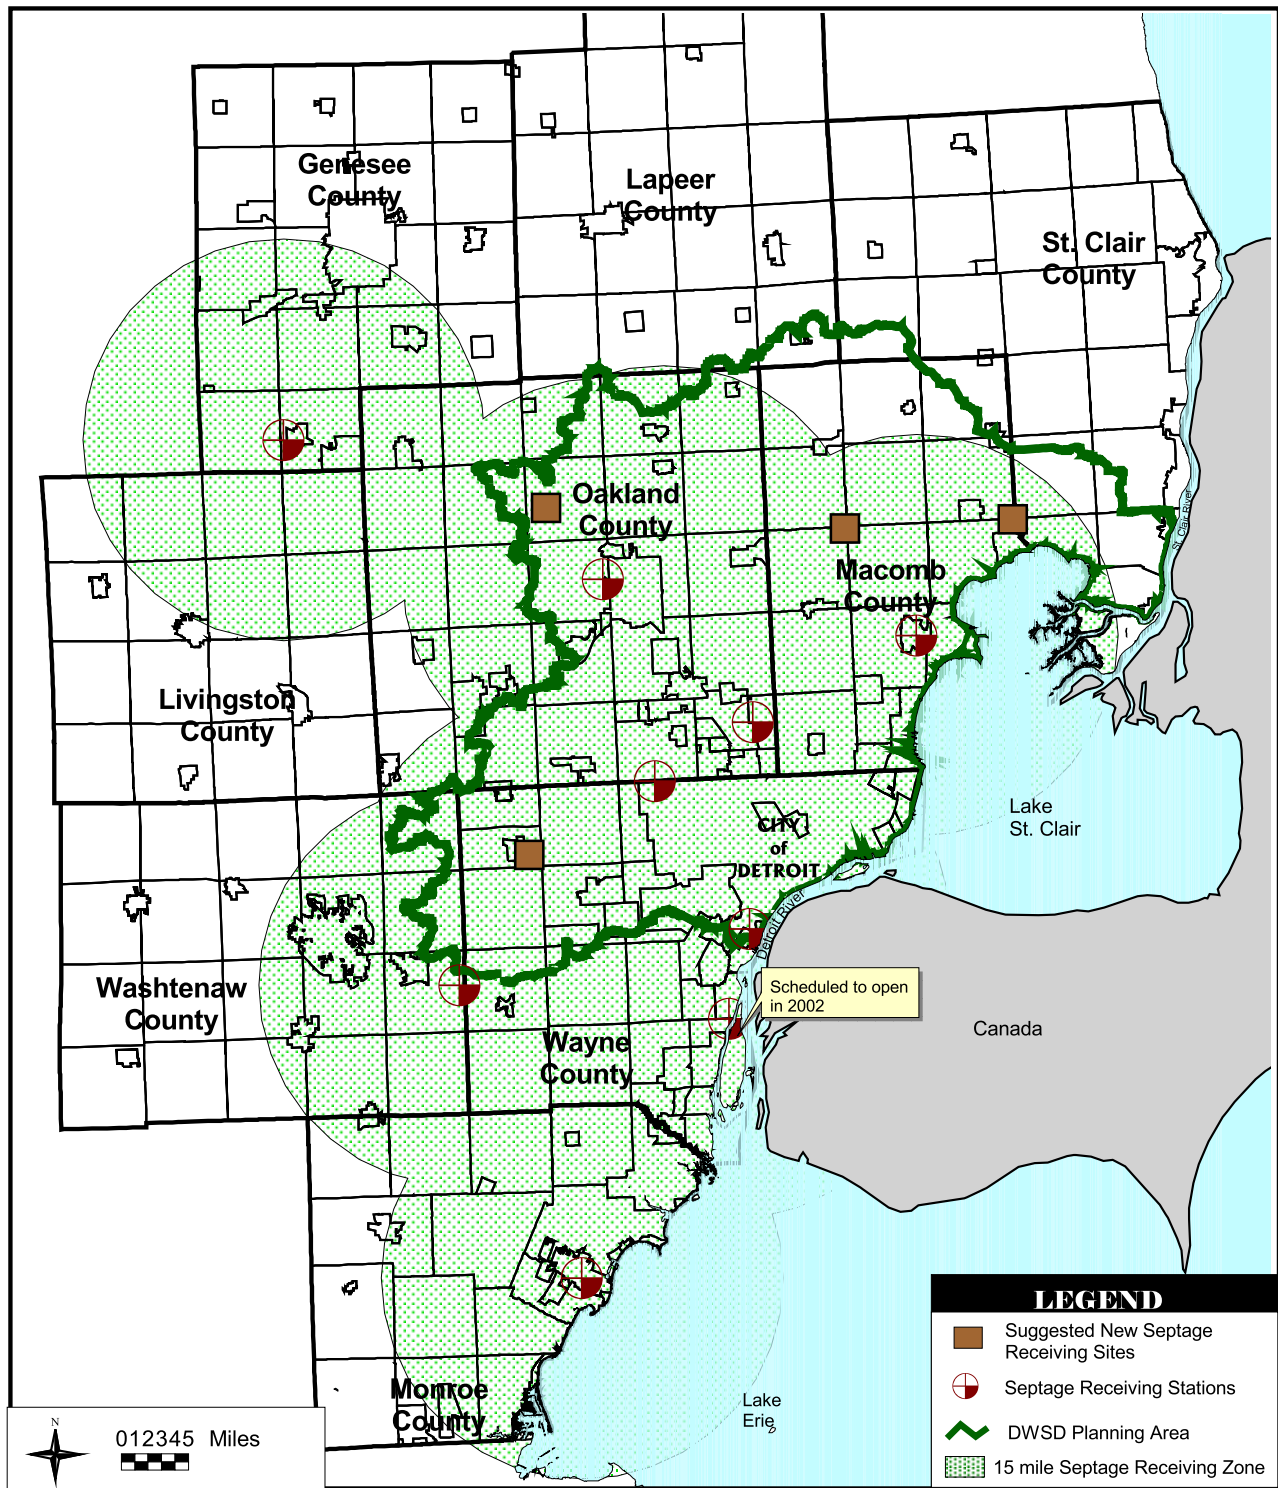 Genesee
County
Lapeer
County
St. Clair
County
Oakland
County
Macomb
County
St. Clair River
Livingston
County
Lake
St. Clair
CITY
of
DETROIT
Detroit River
Scheduled to open
in 2002
Washtenaw
County
Canada
Wayne
County
Monroe
County
Lake
Erie
N
012345 Miles
LEGEND
Suggested New Septage
Receiving Sites
Septage Receiving Stations
DWSD Planning Area
15 mile Septage Receiving Zone